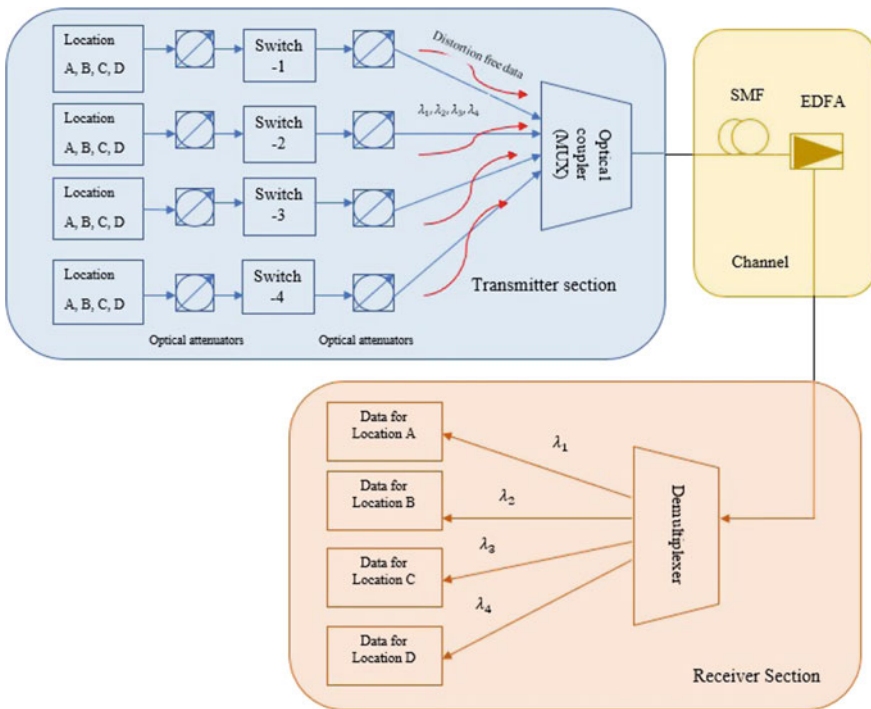 Location
A, B, C, D
Switch
-1
Distortion free data
Location
A, B, C, D
Switch
-2
λ₁, λ₂, λ₃, λ₄
Location
A, B, C, D
Switch
-3
Location
A, B, C, D
Switch
-4
Optical attenuators
Optical attenuators
Optical
coupler
(MUX)
Transmitter section
SMF
EDFA
Channel
Data for
Location A
λ₁
Data for
Location B
λ₂
Data for
Location C
λ₃
Data for
Location D
λ₄
Demultiplexer
Receiver Section